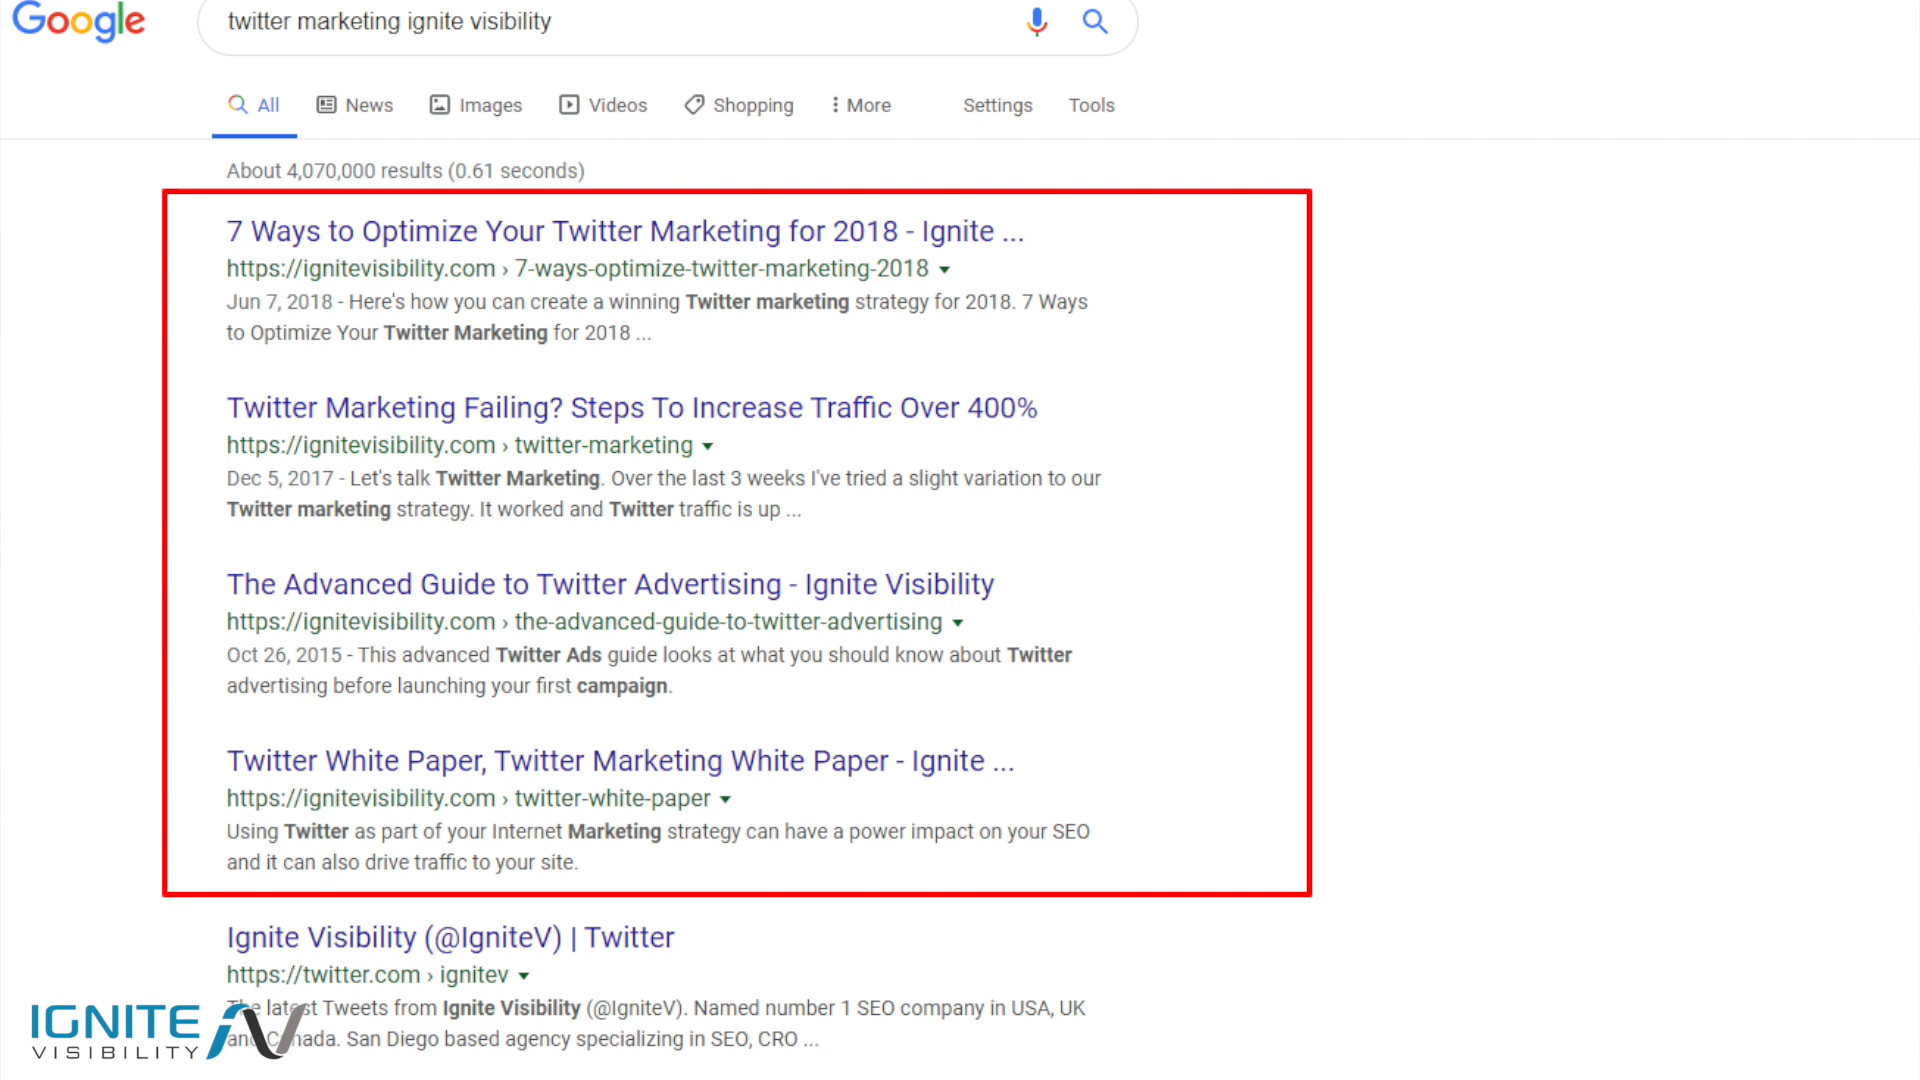 Google
twitter marketing ignite visibility
All News Images Videos Shopping More Settings Tools
About 4,070,000 results (0.61 seconds)
7 Ways to Optimize Your Twitter Marketing for 2018 - Ignite ...
https://ignitevisibility.com › 7-ways-optimize-twitter-marketing-2018
Jun 7, 2018 - Here's how you can create a winning Twitter marketing strategy for 2018. 7 Ways
to Optimize Your Twitter Marketing for 2018 ...
Twitter Marketing Failing? Steps To Increase Traffic Over 400%
https://ignitevisibility.com › twitter-marketing
Dec 5, 2017 - Let's talk Twitter Marketing. Over the last 3 weeks I've tried a slight variation to our
Twitter marketing strategy. It worked and Twitter traffic is up ...
The Advanced Guide to Twitter Advertising - Ignite Visibility
https://ignitevisibility.com › the-advanced-guide-to-twitter-advertising
Oct 26, 2015 - This advanced Twitter Ads guide looks at what you should know about Twitter
advertising before launching your first campaign.
Twitter White Paper, Twitter Marketing White Paper - Ignite ...
https://ignitevisibility.com › twitter-white-paper
Using Twitter as part of your Internet Marketing strategy can have a power impact on your SEO
and it can also drive traffic to your site.
Ignite Visibility (@IgniteV) | Twitter
https://twitter.com › ignitev
The latest Tweets from Ignite Visibility (@IgniteV). Named number 1 SEO company in USA, UK
and Canada. San Diego based agency specializing in SEO, CRO ...
IGNITE
VISIBILITY